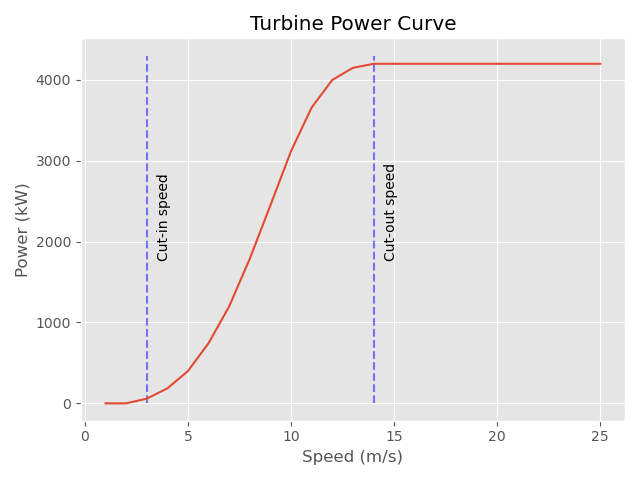 Turbine Power Curve
Power (kW)
4000
3000
2000
1000
0
Cut-in speed
Cut-out speed
0 5 10 15 20 25
Speed (m/s)